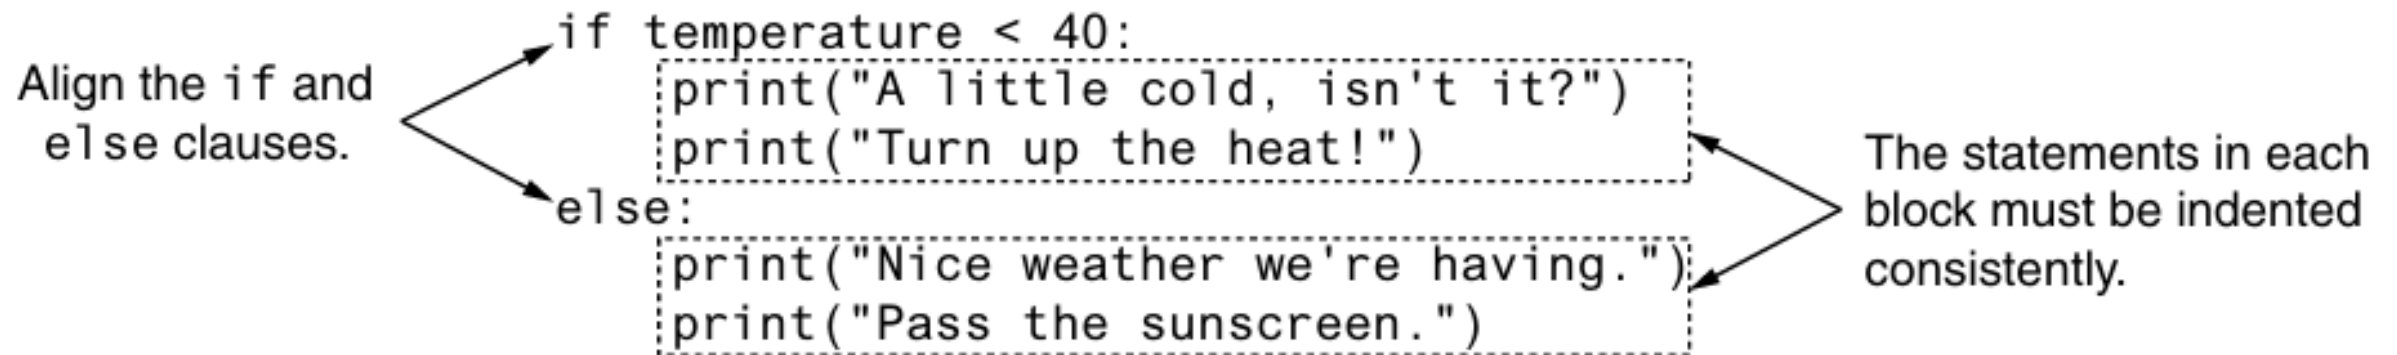 Align the if and
else clauses.
if temperature < 40:
print("A little cold, isn't it?")
print("Turn up the heat!")
else:
print("Nice weather we're having.")
print("Pass the sunscreen.")
The statements in each
block must be indented
consistently.